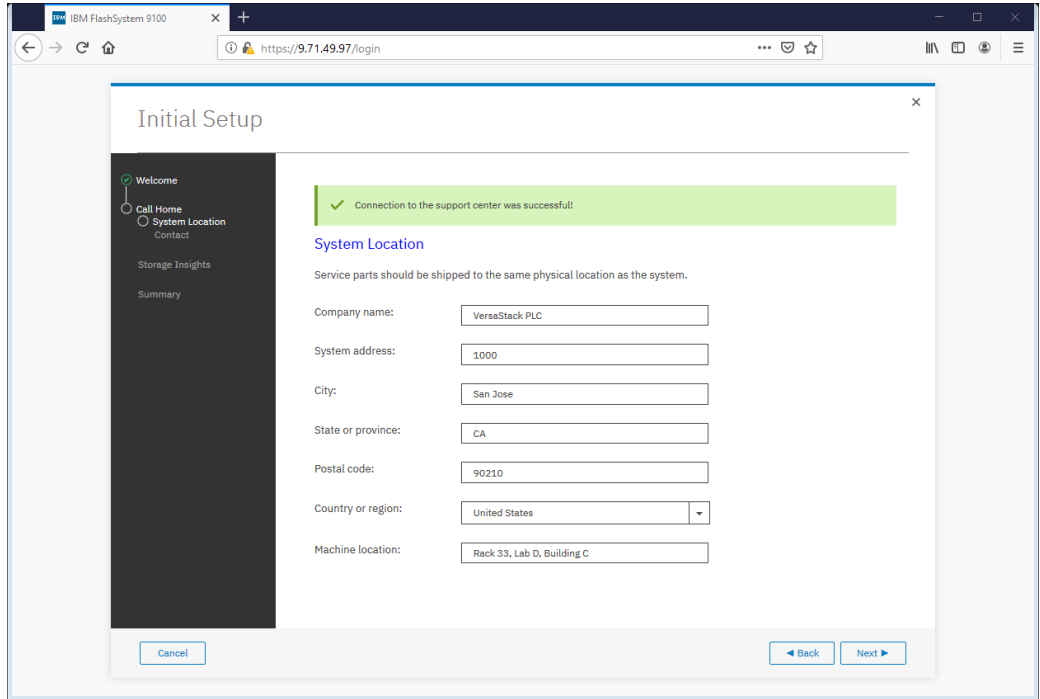 IBM IBM FlashSystem 9100
https://9.71.49.97/login
Initial Setup
Welcome
Call Home
System Location
Contact
Storage Insights
Summary
Connection to the support center was successful!
System Location
Service parts should be shipped to the same physical location as the system.
Company name: VersaStack PLC
System address: 1000
City: San Jose
State or province: CA
Postal code: 90210
Country or region: United States
Machine location: Rack 33, Lab D, Building C
Cancel
Back
Next